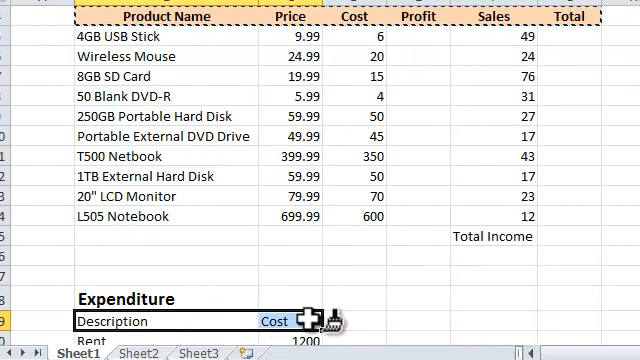 Product Name Price Cost Profit Sales Total
4GB USB Stick 9.99 6 49
Wireless Mouse 24.99 20 24
8GB SD Card 19.99 15 76
50 Blank DVD-R 5.99 4 31
250GB Portable Hard Disk 59.99 50 27
Portable External DVD Drive 49.99 45 17
T500 Netbook 399.99 350 43
1TB External Hard Disk 59.99 50 17
20" LCD Monitor 79.99 70 23
L505 Notebook 699.99 600 12
Total Income
Expenditure
Description Cost
Rent 1200
Sheet1 Sheet2 Sheet3